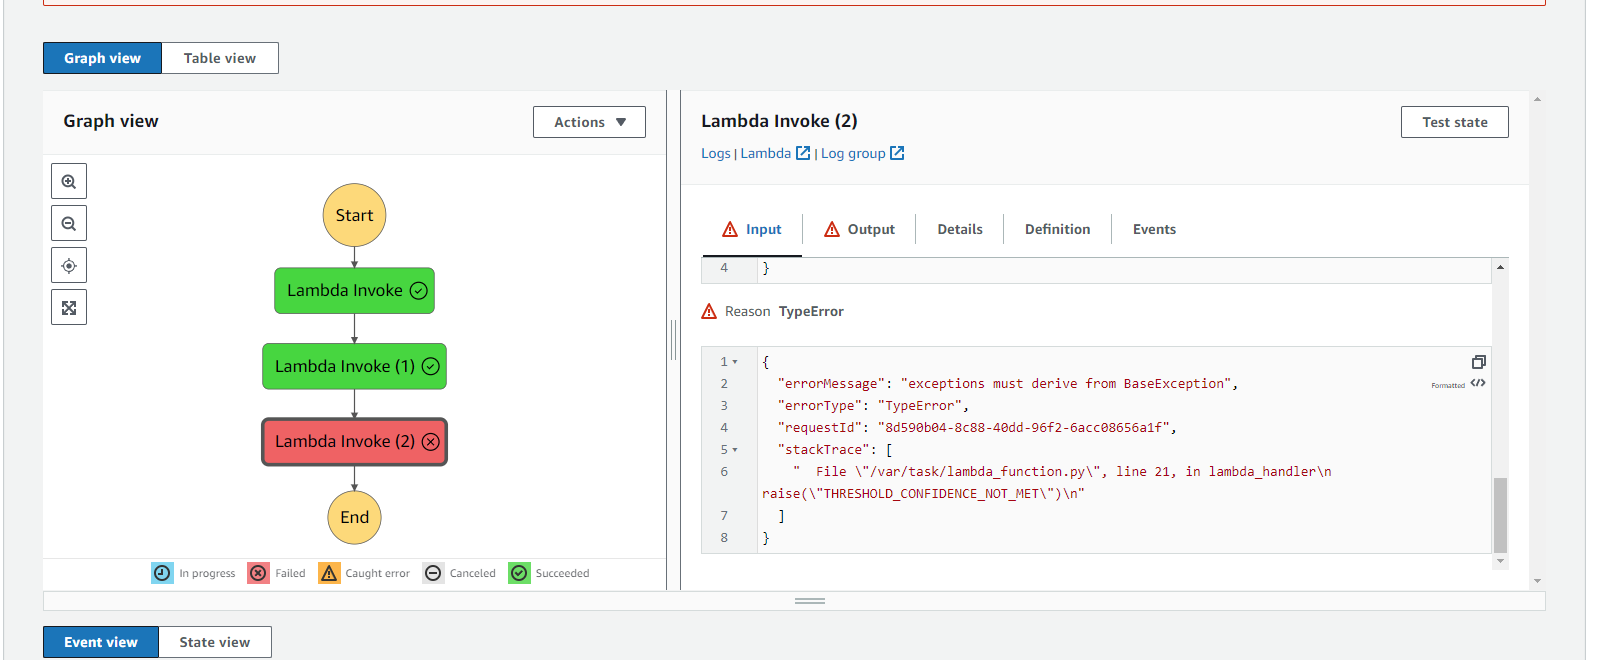 Graph view
Table view
Graph view
Actions
Start
Lambda Invoke
Lambda Invoke (1)
Lambda Invoke (2)
End
In progress
Failed
Caught error
Canceled
Succeeded
Lambda Invoke (2)
Test state
Logs | Lambda | Log group
Input
Output
Details
Definition
Events
4 }
Reason TypeError
1 {
2 "errorMessage": "exceptions must derive from BaseException",
Formatted
3 "errorType": "TypeError",
4 "requestId": "8d590b04-8c88-40dd-96f2-6acc08656a1f",
5 "stackTrace": [
6 " File \"/var/task/lambda_function.py\", line 21, in lambda_handler\n
raise(\"THRESHOLD_CONFIDENCE_NOT_MET\")\n"
7 ]
8 }
Event view
State view